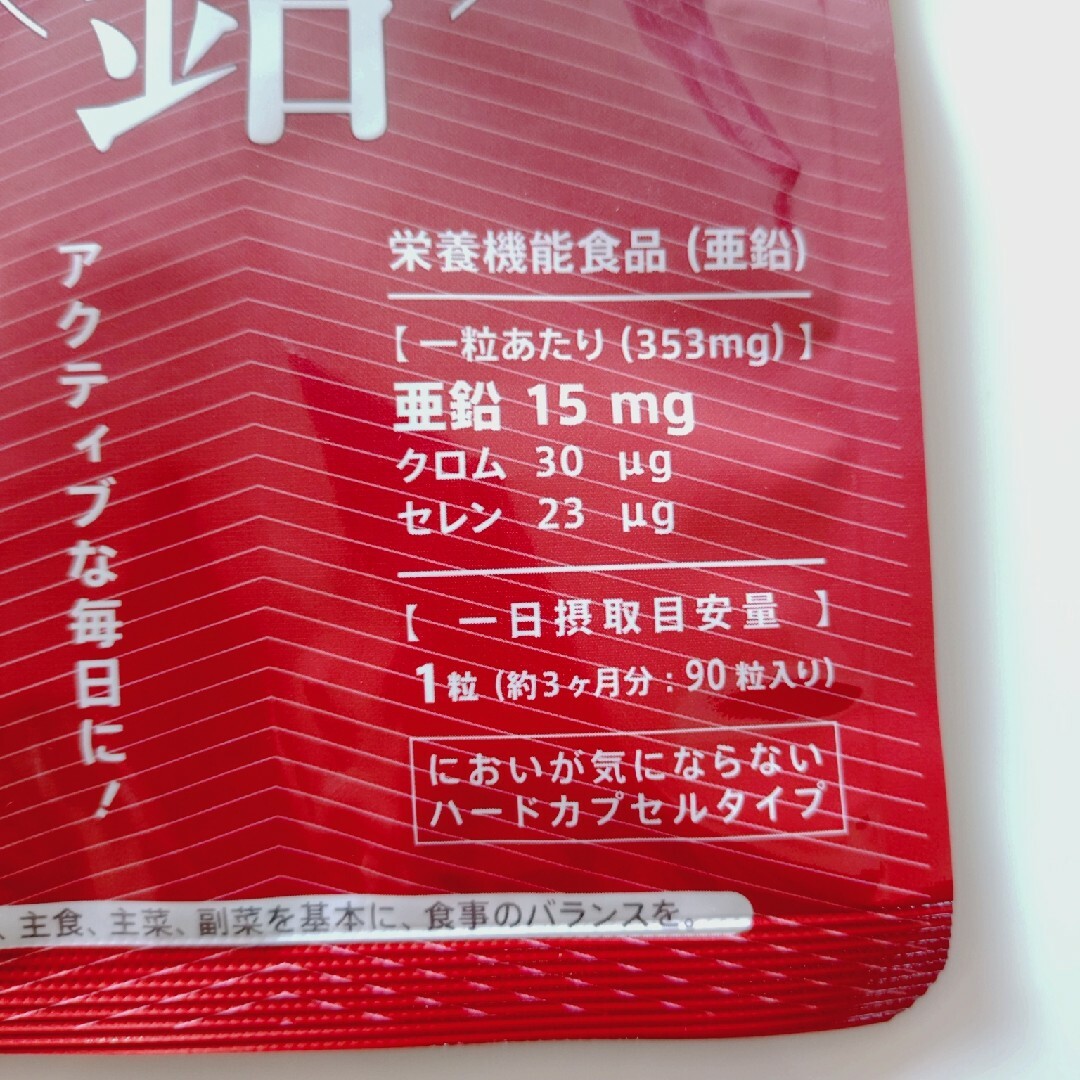 鉛
アクティブな毎日に!
栄養機能食品 (亜鉛)
【 一粒あたり (353mg) 】
亜鉛 15 mg
クロム 30 μg
セレン 23 μg
【 一日摂取目安量 】
1粒 (約3ヶ月分:90粒入り)
においが気にならない
ハードカプセルタイプ
、主食、主菜、副菜を基本に、食事のバランスを。